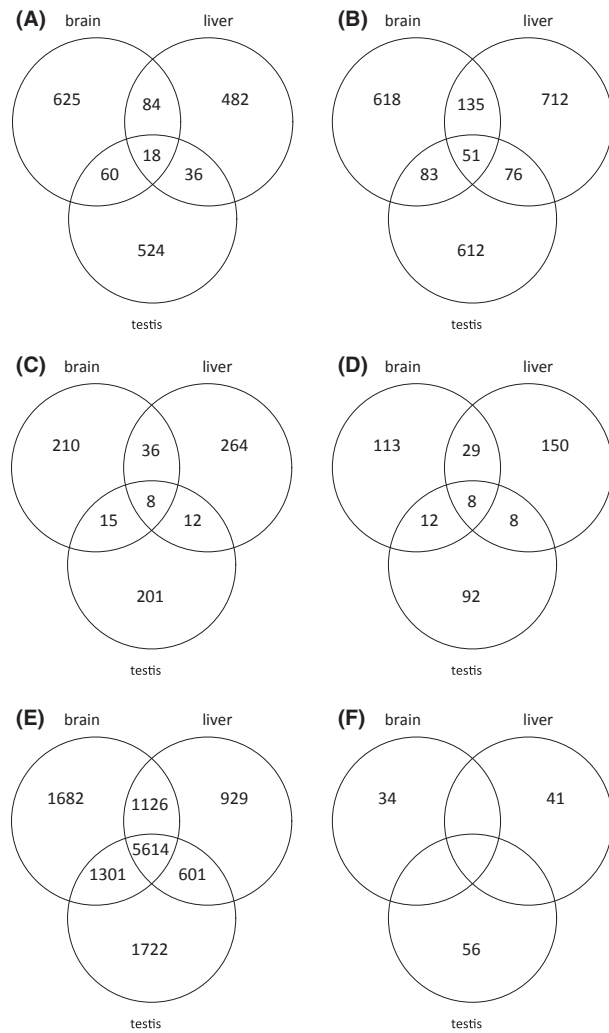 (A) brain liver
625 84 482
18
60 36
524
testis
(B) brain liver
618 135 712
51
83 76
612
testis
(C) brain liver
210 36 264
8
15 12
201
testis
(D) brain liver
113 29 150
8
12 8
92
testis
(E) brain liver
1682 1126 929
5614
1301 601
1722
testis
(F) brain liver
34 41
56
testis